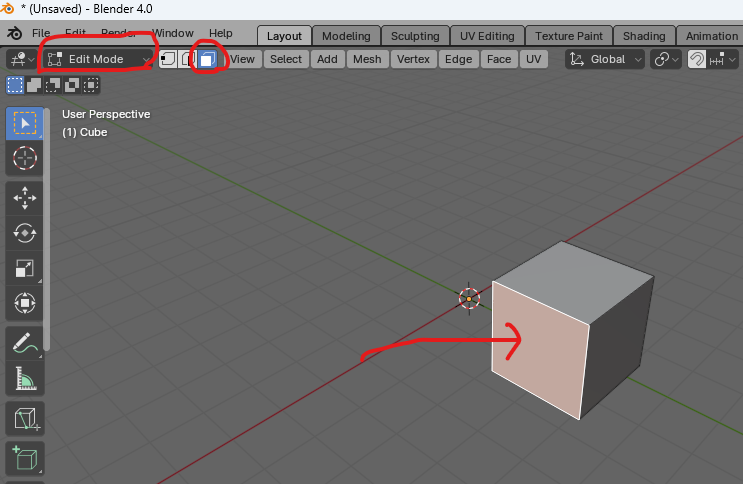 * (Unsaved) - Blender 4.0
File Edit Render Window Help Layout Modeling Sculpting UV Editing Texture Paint Shading Animation
Edit Mode View Select Add Mesh Vertex Edge Face UV Global
User Perspective
(1) Cube